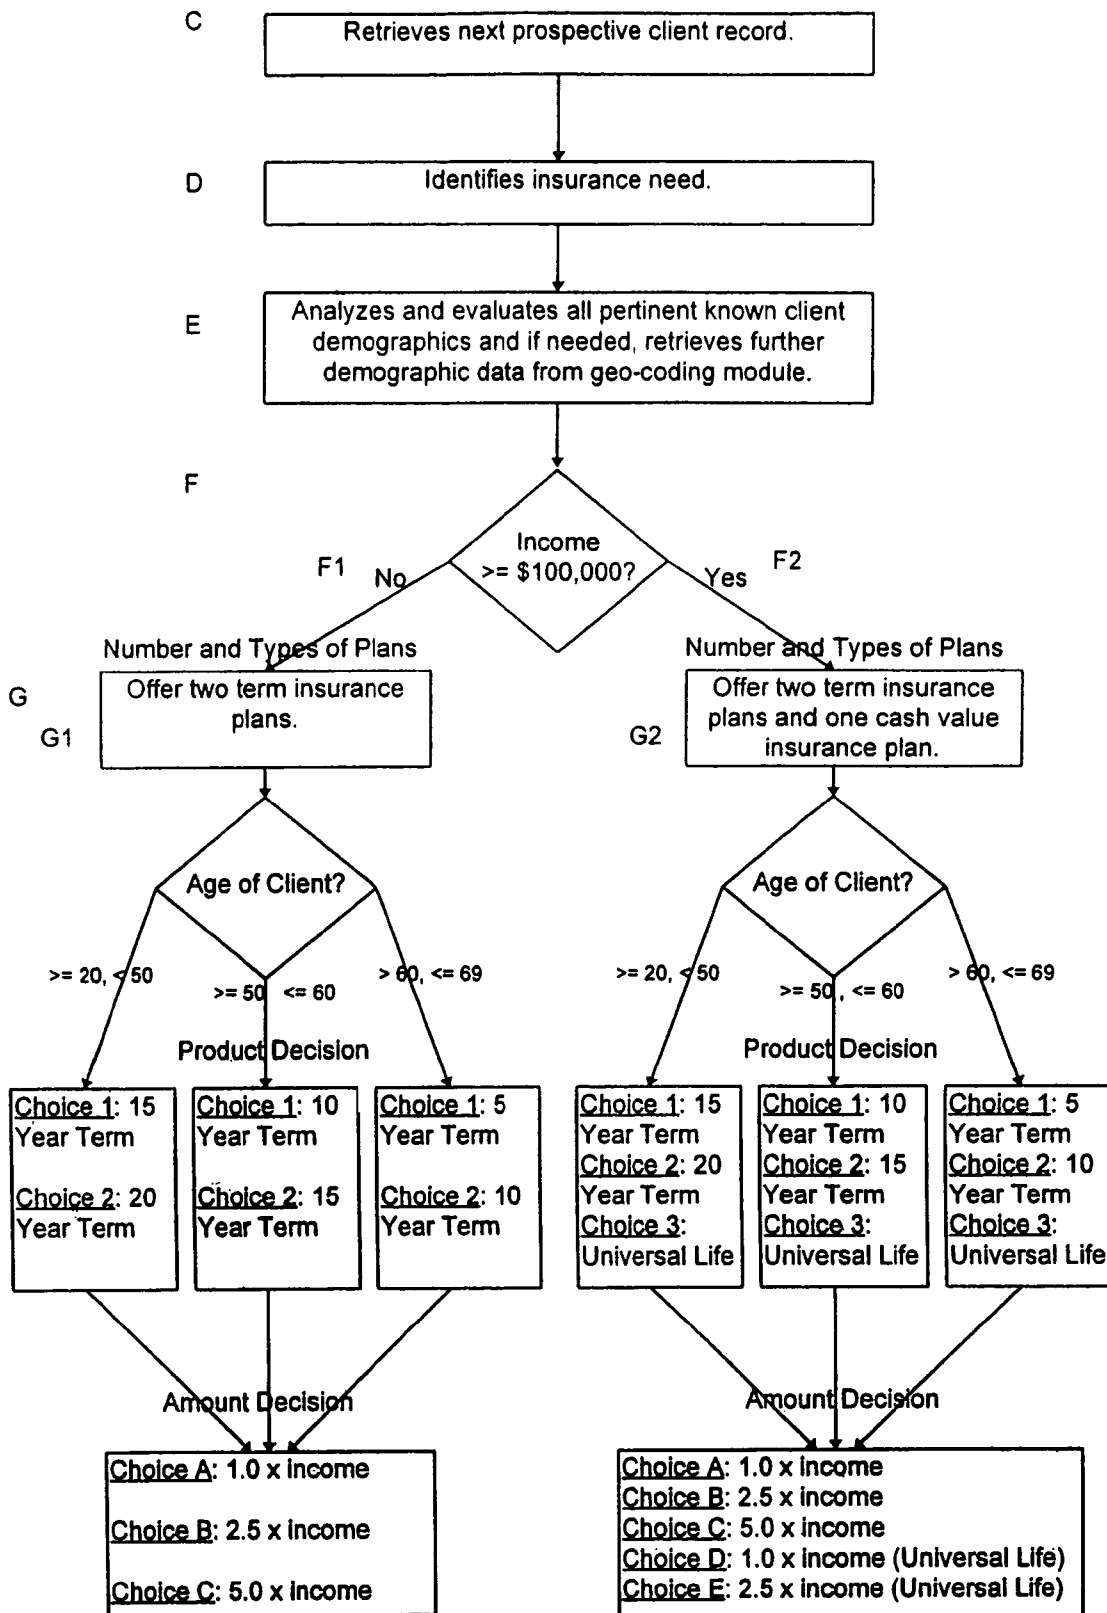 C
Retrieves next prospective client record.
D
Identifies insurance need.
E
Analyzes and evaluates all pertinent known client
demographics and if needed, retrieves further
demographic data from geo-coding module.
F
Income
>= $100,000?
F1
No
Yes
F2
Number and Types of Plans
G
G1
Offer two term insurance
plans.
Number and Types of Plans
G2
Offer two term insurance
plans and one cash value
insurance plan.
Age of Client?
>= 20, < 50
>= 50 <= 60
> 60, <= 69
Product Decision
Choice 1: 15
Year Term
Choice 2: 20
Year Term
Choice 1: 10
Year Term
Choice 2: 15
Year Term
Choice 1: 5
Year Term
Choice 2: 10
Year Term
Amount Decision
Choice A: 1.0 x income
Choice B: 2.5 x income
Choice C: 5.0 x income
Age of Client?
>= 20, < 50
>= 50 , <= 60
> 60, <= 69
Product Decision
Choice 1: 15
Year Term
Choice 2: 20
Year Term
Choice 3:
Universal Life
Choice 1: 10
Year Term
Choice 2: 15
Year Term
Choice 3:
Universal Life
Choice 1: 5
Year Term
Choice 2: 10
Year Term
Choice 3:
Universal Life
Amount Decision
Choice A: 1.0 x income
Choice B: 2.5 x income
Choice C: 5.0 x income
Choice D: 1.0 x income (Universal Life)
Choice E: 2.5 x income (Universal Life)